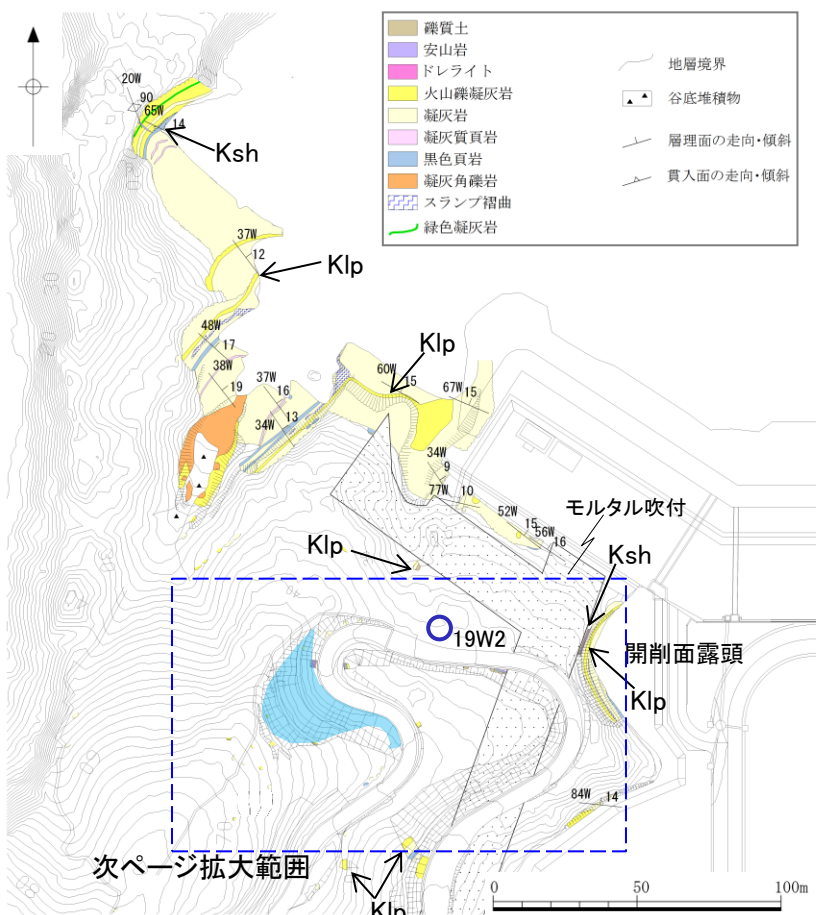 礫質土
安山岩
ドレライト
火山礫凝灰岩
凝灰岩
凝灰質頁岩
黒色頁岩
凝灰角礫岩
スランプ褶曲
緑色凝灰岩
地層境界
谷底堆積物
層理面の走向・傾斜
貫入面の走向・傾斜
20W
90
65W
14
Ksh
37W
12
Klp
48W
17
38W
19
37W
16
34W
13
Klp
60W
15
67W
15
34W
9
77W
10
52W
15
56W
16
モルタル吹付
Klp
Ksh
19W2
開削面露頭
Klp
84W
14
次ページ拡大範囲
Klp
0
50
100m
30
20